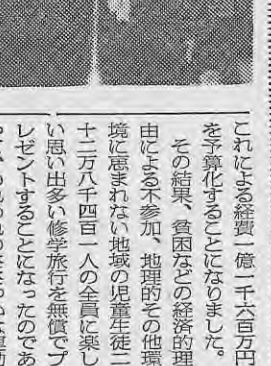 これによる経費一億一千六百万円
を予算化することになりました。
その結果、貧困などの経済的理
由による不参加、地理的その他環
境に恵まれない地域の児童生徒二
十二万八千四百一人の全員に楽し
い思い出多い修学旅行を無償でプ
レゼントすることになったのであ